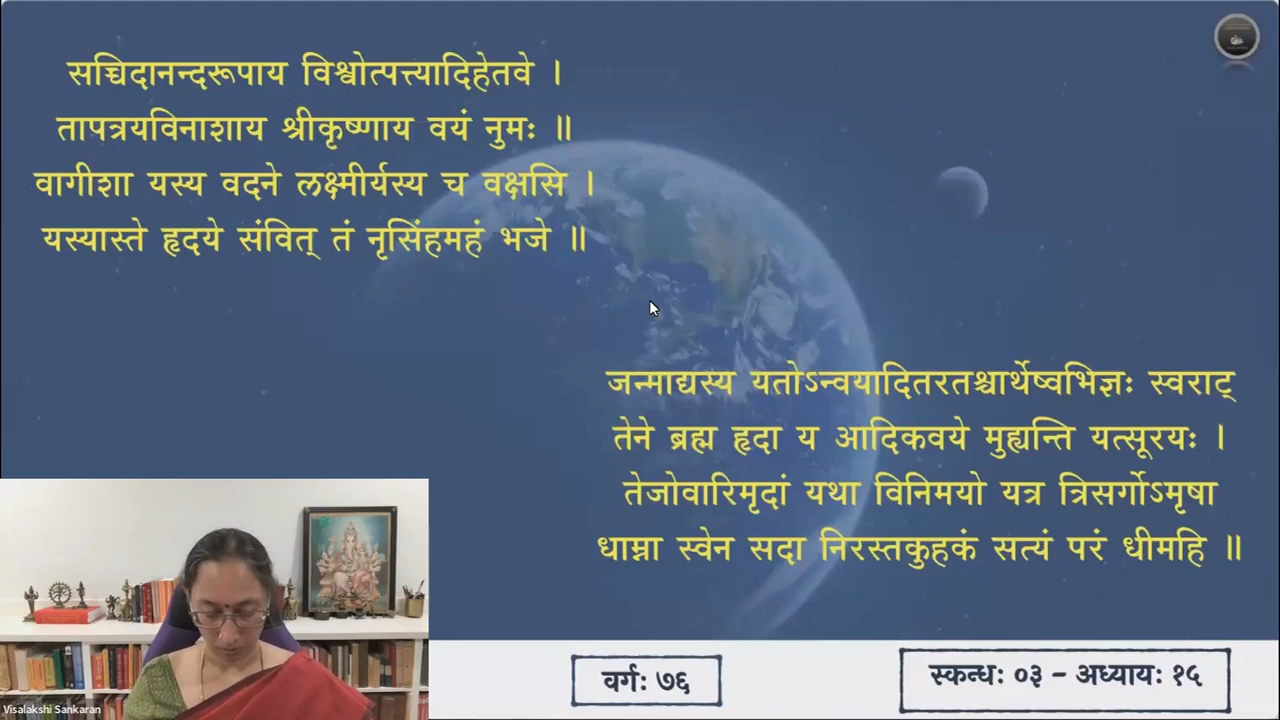 सच्चिदानन्दरूपाय विश्वोत्पत्त्यादिहेतवे ।
तापत्रयविनाशाय श्रीकृष्णाय वयं नुमः ॥
वागीशा यस्य वदने लक्ष्मीर्यस्य च वक्षसि ।
यस्यास्ते हृदये संवित् तं नृसिंहमहं भजे ॥
जन्माद्यस्य यतोऽन्वयादितरतश्चार्थेष्वभिज्ञः स्वराट्
तेने ब्रह्म हृदा य आदिकवये मुह्यन्ति यत्सूरयः ।
तेजोवारिमृदां यथा विनिमयो यत्र त्रिसर्गोऽमृषा
धाम्ना स्वेन सदा निरस्तकुहकं सत्यं परं धीमहि ॥
वर्गः ७६
स्कन्धः ०३ – अध्यायः १५
Visalakshi Sankaran